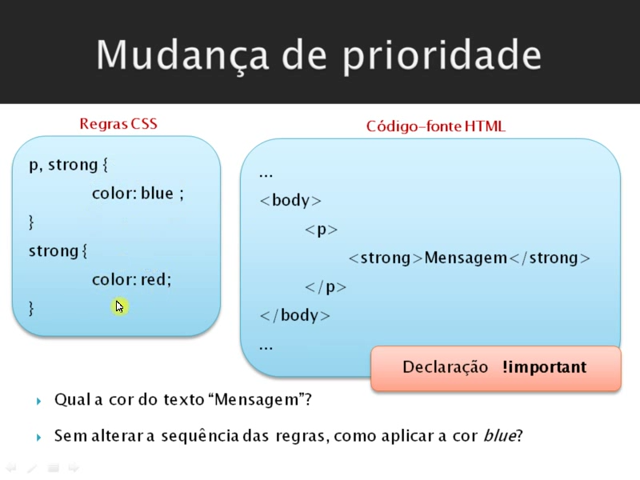 Mudança de prioridade
Regras CSS
p, strong {
color: blue ;
}
strong {
color: red;
}
Código-fonte HTML
...
<body>
<p>
<strong>Mensagem</strong>
</p>
</body>
...
Declaração !important
Qual a cor do texto “Mensagem”?
Sem alterar a sequência das regras, como aplicar a cor blue?